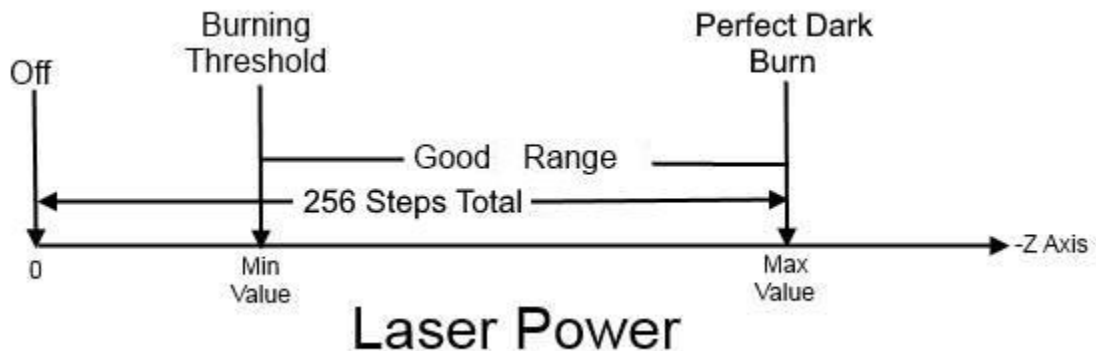 Off
Burning
Threshold
Perfect Dark
Burn
Good Range
256 Steps Total
0
Min
Value
Max
Value
-Z Axis
Laser Power